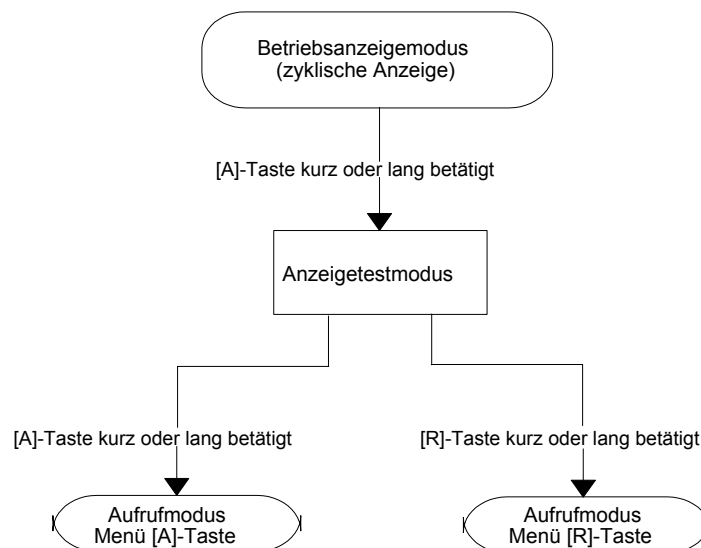 Betriebsanzeigemodus
(zyklische Anzeige)
[A]-Taste kurz oder lang betätigt
Anzeigetestmodus
[A]-Taste kurz oder lang betätigt
[R]-Taste kurz oder lang betätigt
Aufrufmodus
Menü [A]-Taste
Aufrufmodus
Menü [R]-Taste